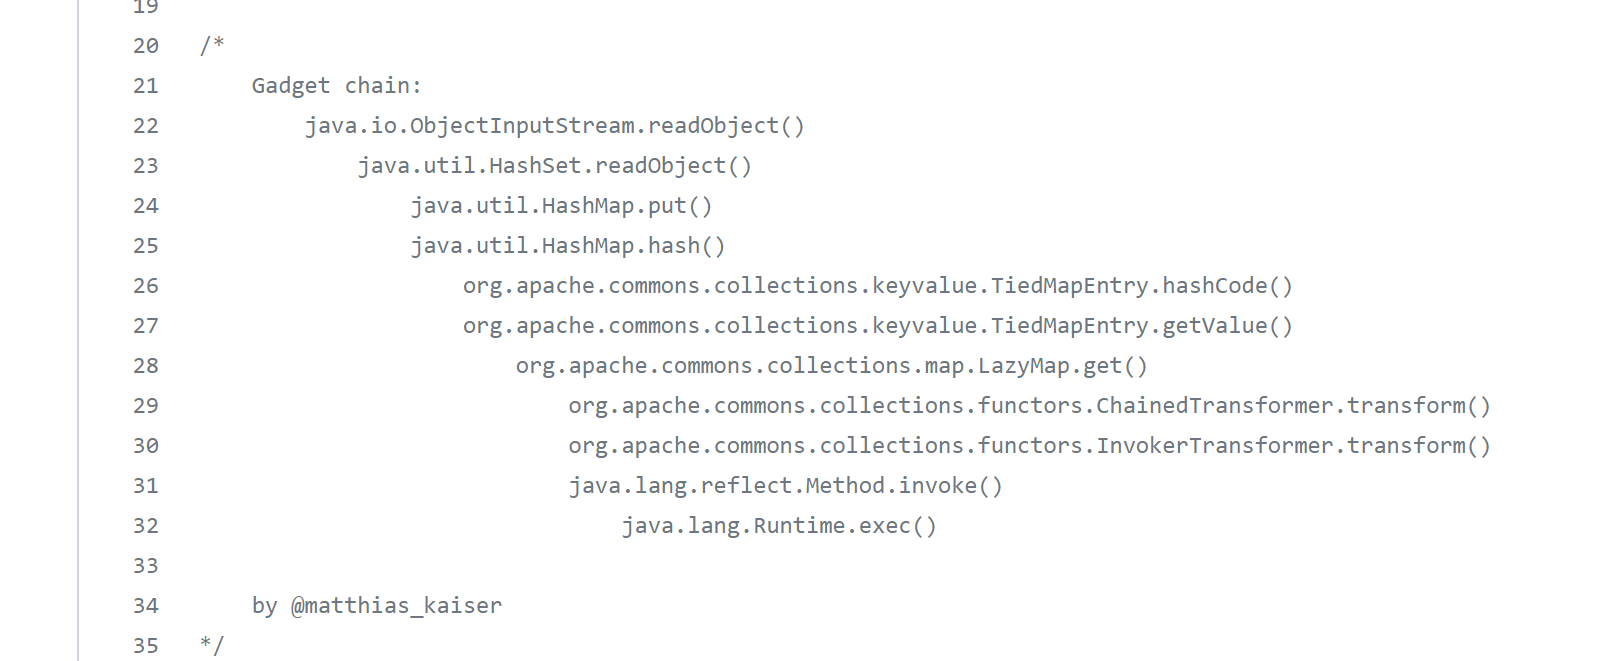 19
20 /*
21 Gadget chain:
22 java.io.ObjectInputStream.readObject()
23 java.util.HashSet.readObject()
24 java.util.HashMap.put()
25 java.util.HashMap.hash()
26 org.apache.commons.collections.keyvalue.TiedMapEntry.hashCode()
27 org.apache.commons.collections.keyvalue.TiedMapEntry.getValue()
28 org.apache.commons.collections.map.LazyMap.get()
29 org.apache.commons.collections.functors.ChainedTransformer.transform()
30 org.apache.commons.collections.functors.InvokerTransformer.transform()
31 java.lang.reflect.Method.invoke()
32 java.lang.Runtime.exec()
33
34 by @matthias_kaiser
35 */